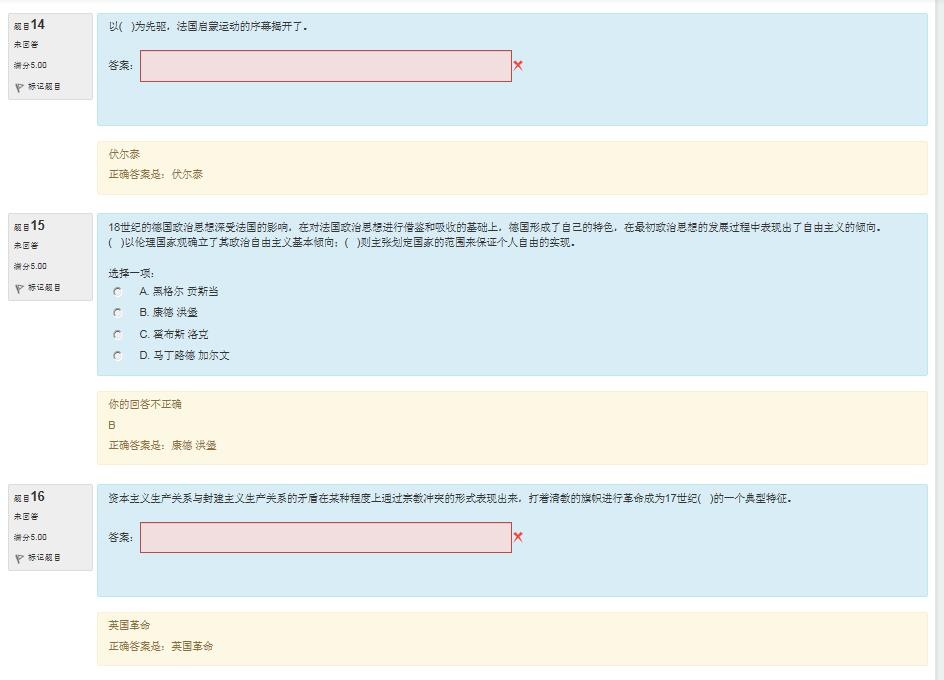 题目14
未回答
满分5.00
标记题目
以( )为先驱，法国启蒙运动的序幕揭开了。
答案:
伏尔泰
正确答案是：伏尔泰
题目15
未回答
满分5.00
标记题目
18世纪的德国政治思想深受法国的影响，在对法国政治思想进行借鉴和吸收的基础上，德国形成了自己的特色，在最初政治思想的发展过程中表现出了自由主义的倾向。
( )以伦理国家观确立了其政治自由主义基本倾向；( )则主张划定国家的范围来保证个人自由的实现。
选择一项:
A. 黑格尔 贡斯当
B. 康德 洪堡
C. 霍布斯 洛克
D. 马丁路德 加尔文
你的回答不正确
B
正确答案是：康德 洪堡
题目16
未回答
满分5.00
标记题目
资本主义生产关系与封建主义生产关系的矛盾在某种程度上通过宗教冲突的形式表现出来，打着清教的旗帜进行革命成为17世纪( )的一个典型特征。
答案:
英国革命
正确答案是：英国革命